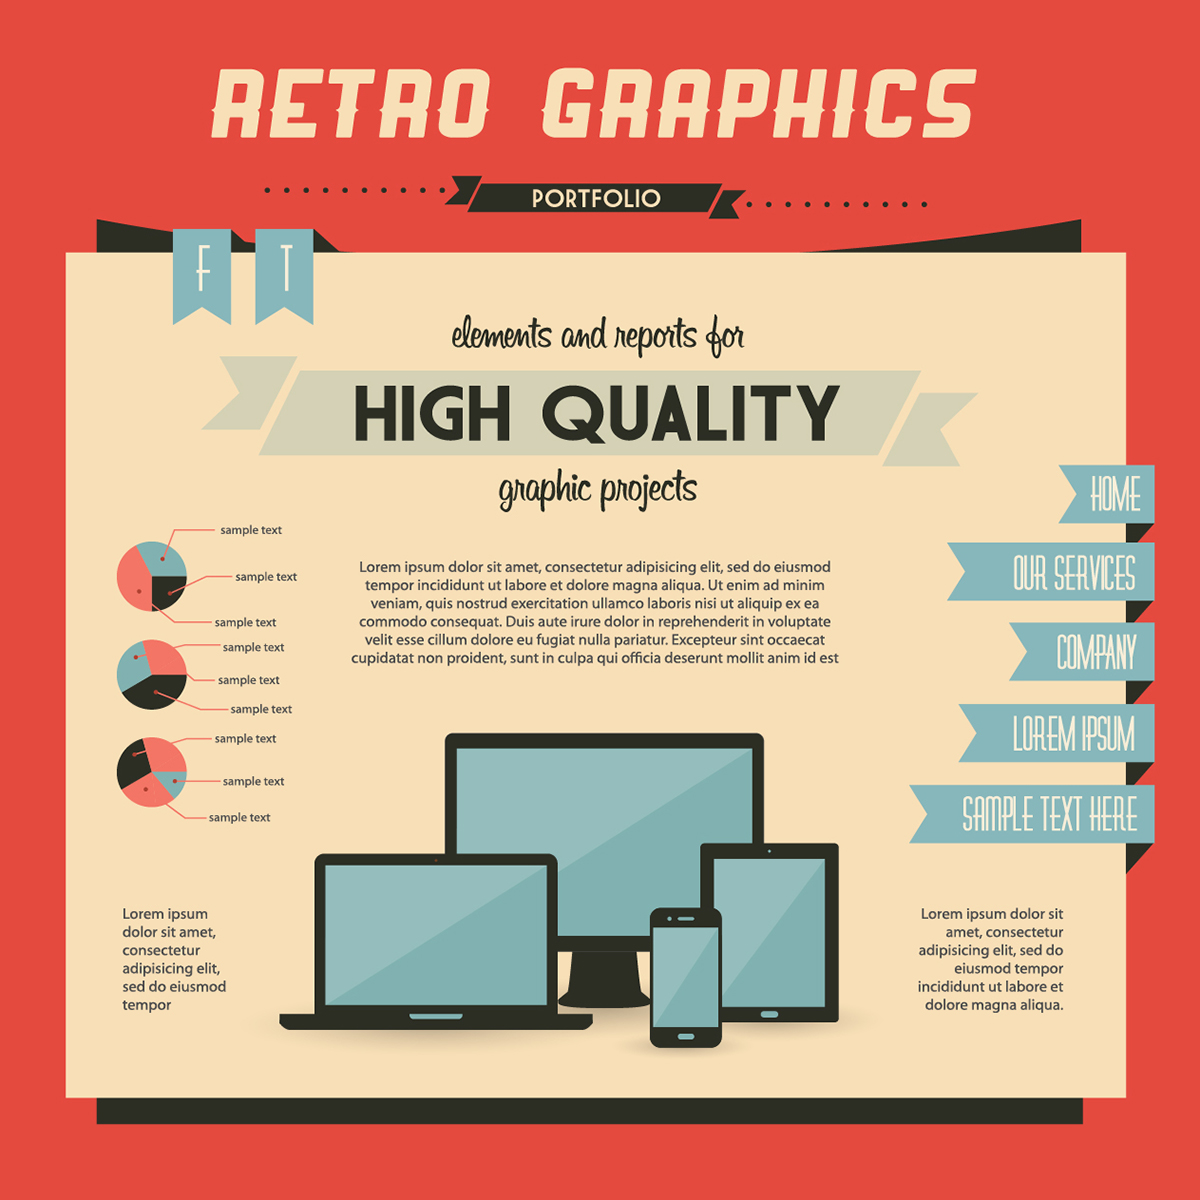 RETRO GRAPHICS
PORTFOLIO
F
T
elements and reports for
HIGH QUALITY
graphic projects
sample text
sample text
sample text
sample text
sample text
sample text
sample text
sample text
sample text
Lorem ipsum dolor sit amet, consectetur adipisicing elit, sed do eiusmod
tempor incididunt ut labore et dolore magna aliqua. Ut enim ad minim
veniam, quis nostrud exercitation ullamco laboris nisi ut aliquip ex ea
commodo consequat. Duis aute irure dolor in reprehenderit in voluptate
velit esse cillum dolore eu fugiat nulla pariatur. Excepteur sint occaecat
cupidatat non proident, sunt in culpa qui officia deserunt mollit anim id est
HOME
OUR SERVICES
COMPANY
LOREM IPSUM
SAMPLE TEXT HERE
Lorem ipsum
dolor sit amet,
consectetur
adipisicing elit,
sed do eiusmod
tempor
Lorem ipsum dolor sit
amet, consectetur
adipisicing elit, sed do
eiusmod tempor
incididunt ut labore et
dolore magna aliqua.